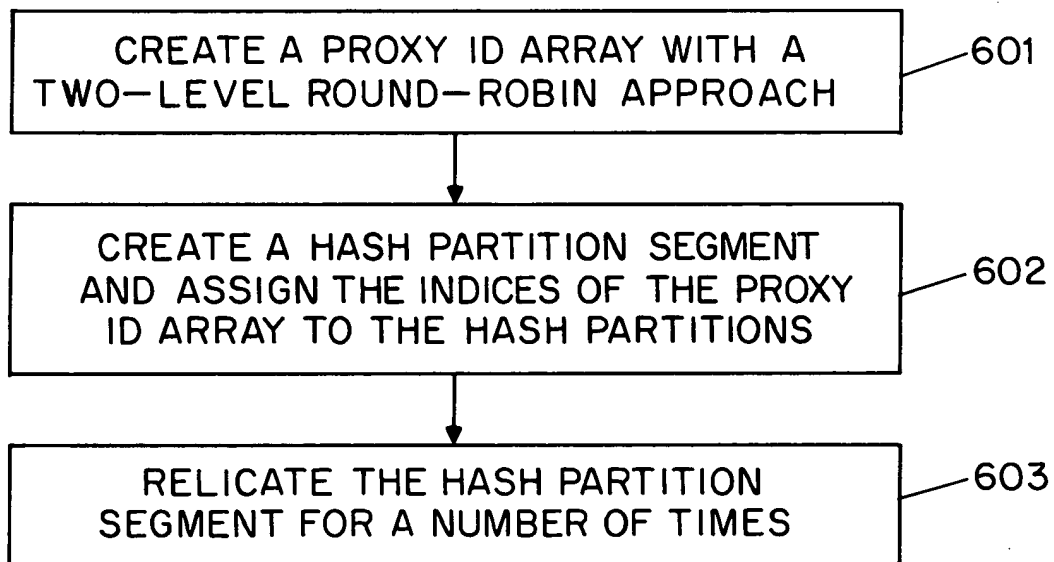 CREATE A PROXY ID ARRAY WITH A
TWO-LEVEL ROUND-ROBIN APPROACH
601
CREATE A HASH PARTITION SEGMENT
AND ASSIGN THE INDICES OF THE PROXY
ID ARRAY TO THE HASH PARTITIONS
602
RELICATE THE HASH PARTITION
SEGMENT FOR A NUMBER OF TIMES
603